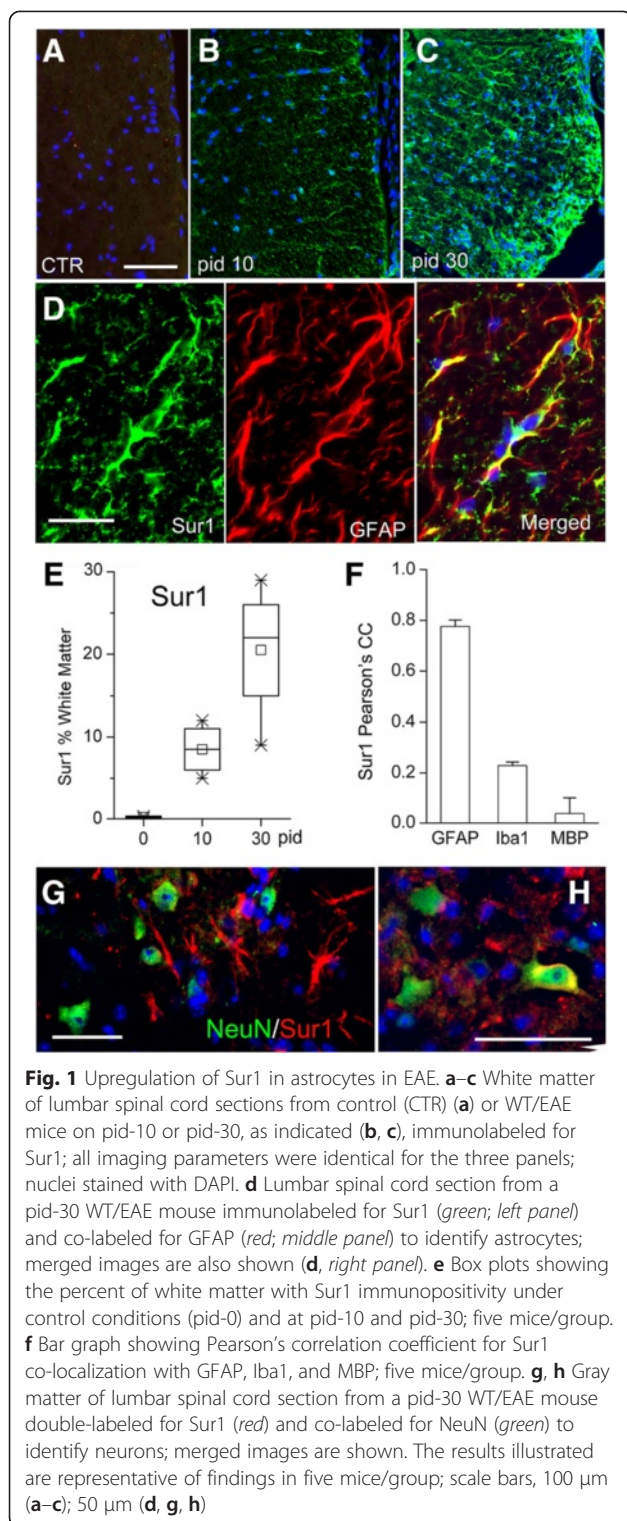 A
B
C
CTR
pid 10
pid 30
D
Sur1
GFAP
Merged
E
Sur1
Sur1 % White Matter
30
20
10
0
0 10 30 pid
F
Sur1 Pearson's CC
1.0
0.8
0.6
0.4
0.2
0.0
GFAP Iba1 MBP
G
NeuN/Sur1
H
Fig. 1 Upregulation of Sur1 in astrocytes in EAE. a–c White matter
of lumbar spinal cord sections from control (CTR) (a) or WT/EAE
mice on pid-10 or pid-30, as indicated (b, c), immunolabeled for
Sur1; all imaging parameters were identical for the three panels;
nuclei stained with DAPI. d Lumbar spinal cord section from a
pid-30 WT/EAE mouse immunolabeled for Sur1 (green; left panel)
and co-labeled for GFAP (red; middle panel) to identify astrocytes;
merged images are also shown (d, right panel). e Box plots showing
the percent of white matter with Sur1 immunopositivity under
control conditions (pid-0) and at pid-10 and pid-30; five mice/group.
f Bar graph showing Pearson's correlation coefficient for Sur1
co-localization with GFAP, Iba1, and MBP; five mice/group. g, h Gray
matter of lumbar spinal cord section from a pid-30 WT/EAE mouse
double-labeled for Sur1 (red) and co-labeled for NeuN (green) to
identify neurons; merged images are shown. The results illustrated
are representative of findings in five mice/group; scale bars, 100 μm
(a–c); 50 μm (d, g, h)